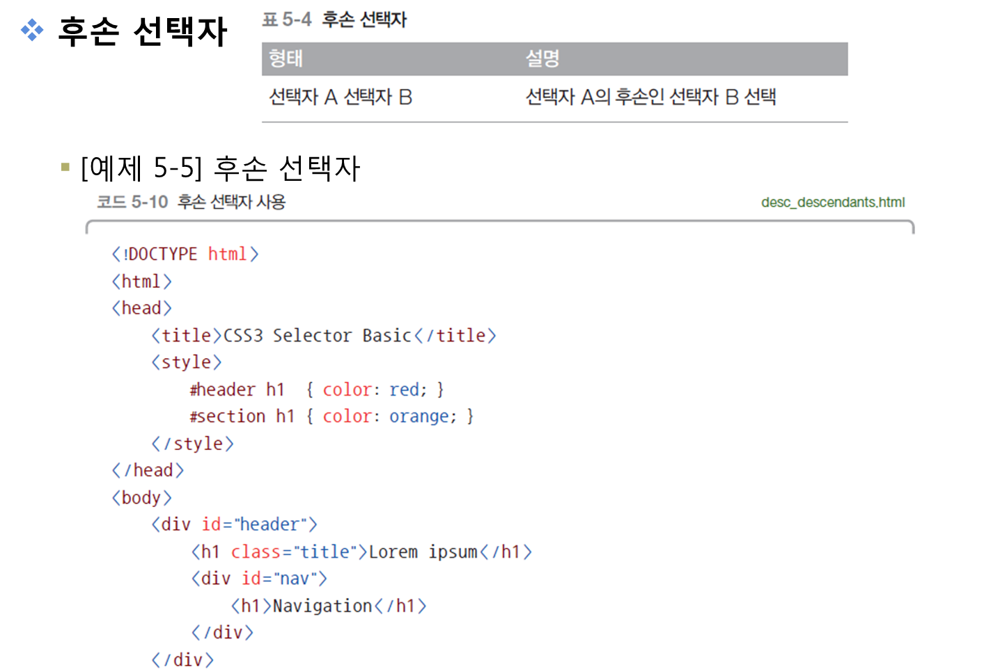 후손 선택자
표 5-4 후손 선택자
형태 설명
선택자 A 선택자 B 선택자 A의 후손인 선택자 B 선택
[예제 5-5] 후손 선택자
코드 5-10 후손 선택자 사용 desc_descendants.html
<!DOCTYPE html>
<html>
<head>
<title>CSS3 Selector Basic</title>
<style>
#header h1 { color: red; }
#section h1 { color: orange; }
</style>
</head>
<body>
<div id="header">
<h1 class="title">Lorem ipsum</h1>
<div id="nav">
<h1>Navigation</h1>
</div>
</div>